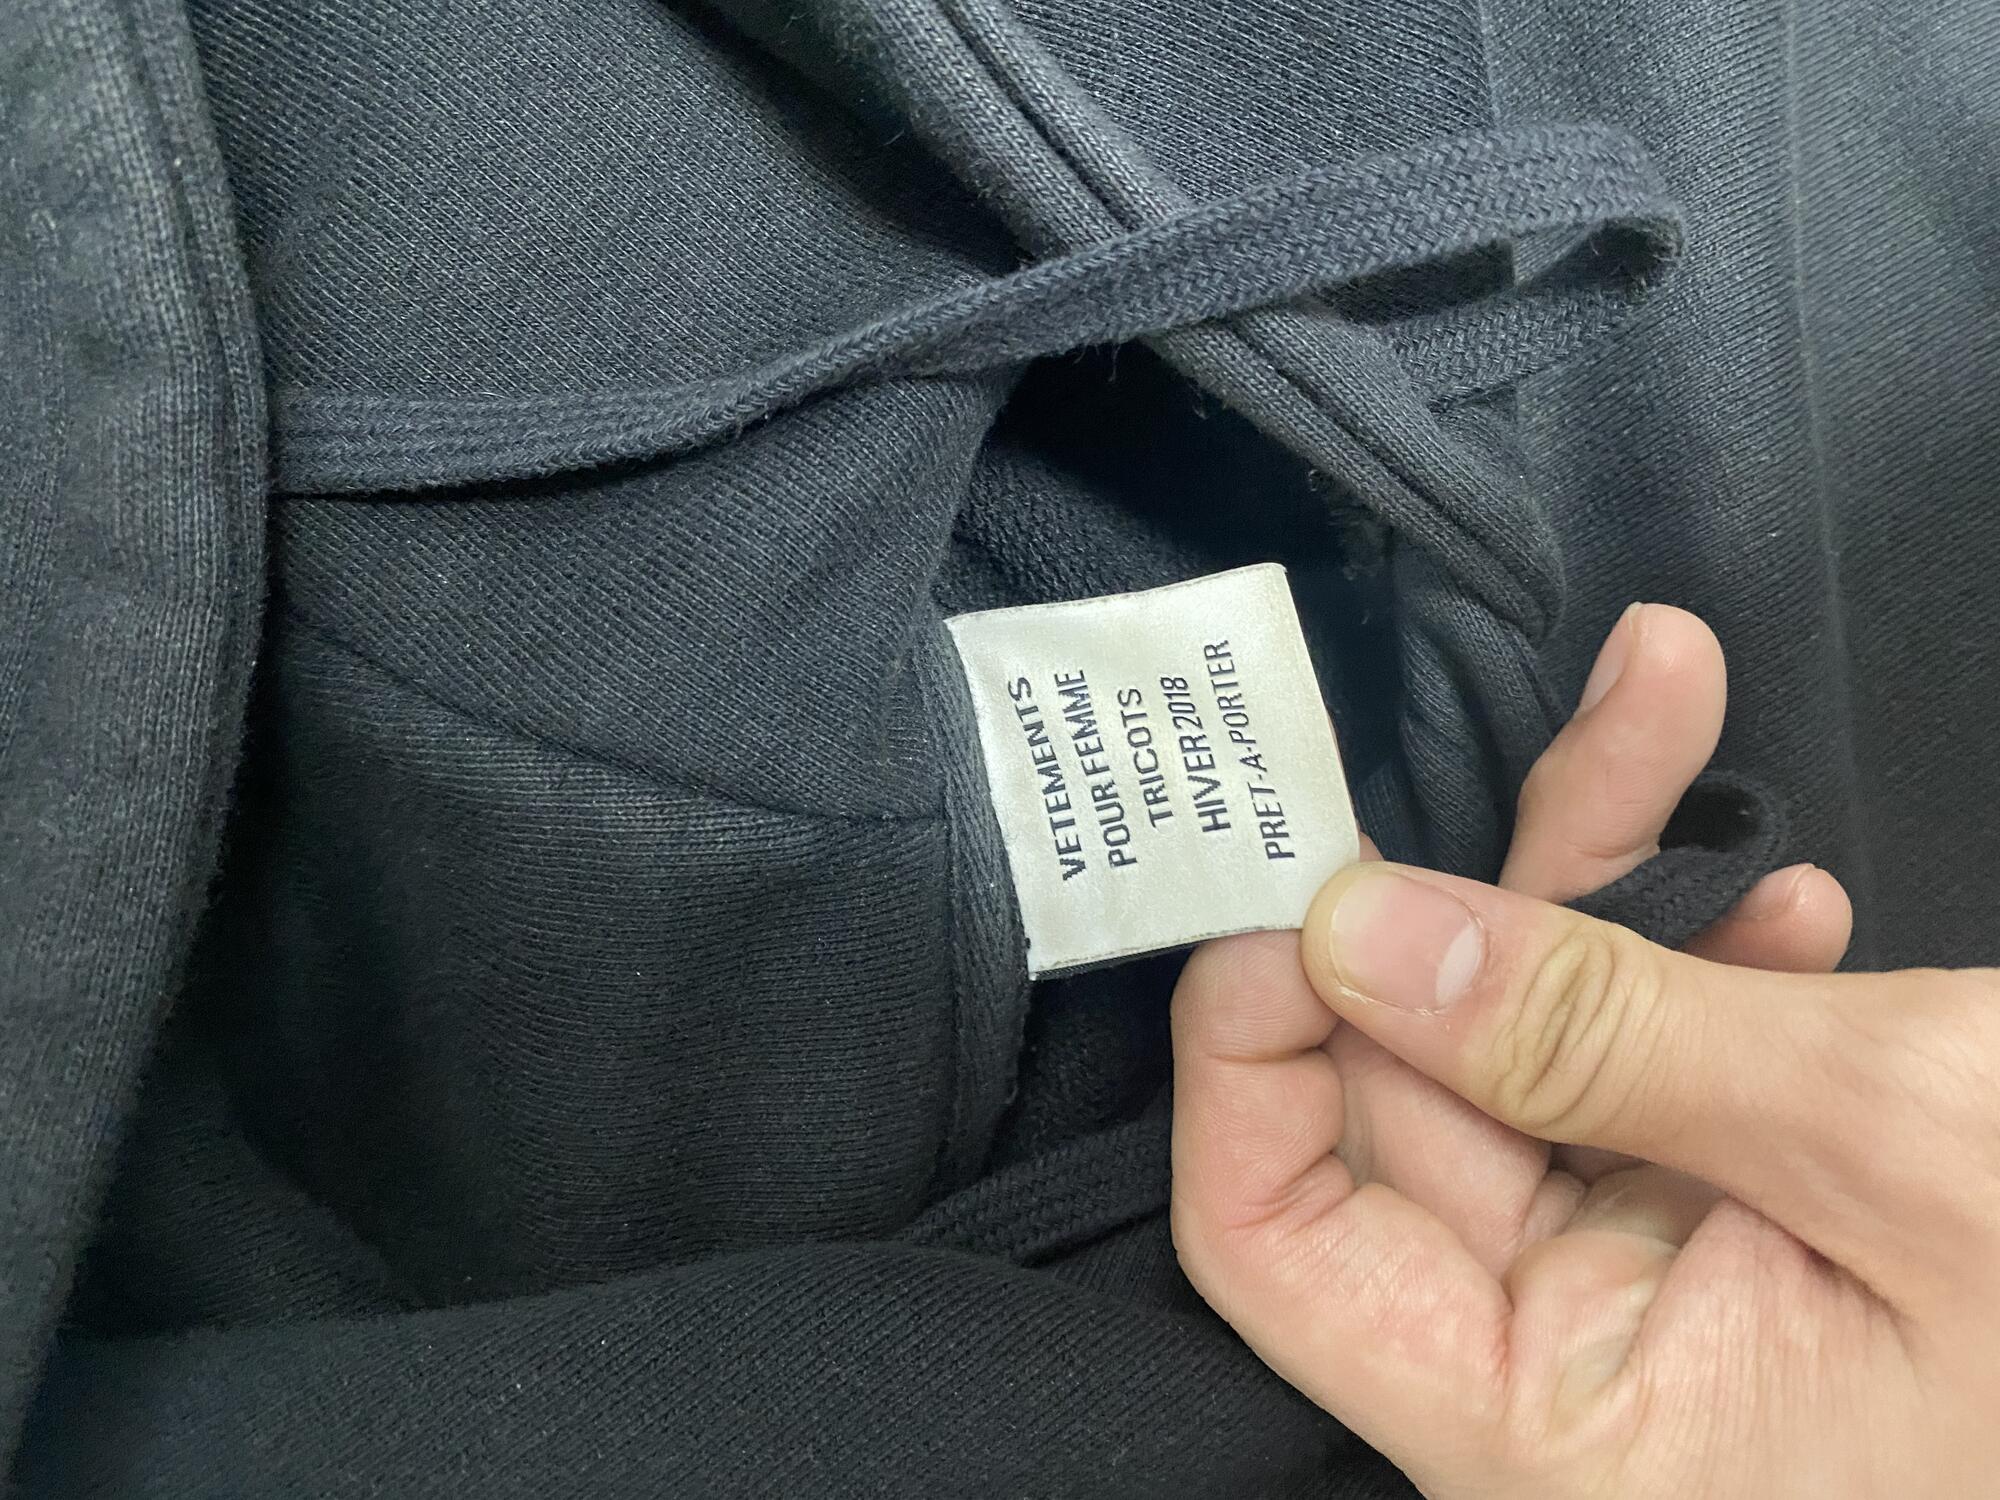 VETEMENTS
POUR FEMME
TRICOTS
HIVER 2018
PRET-A-PORTER